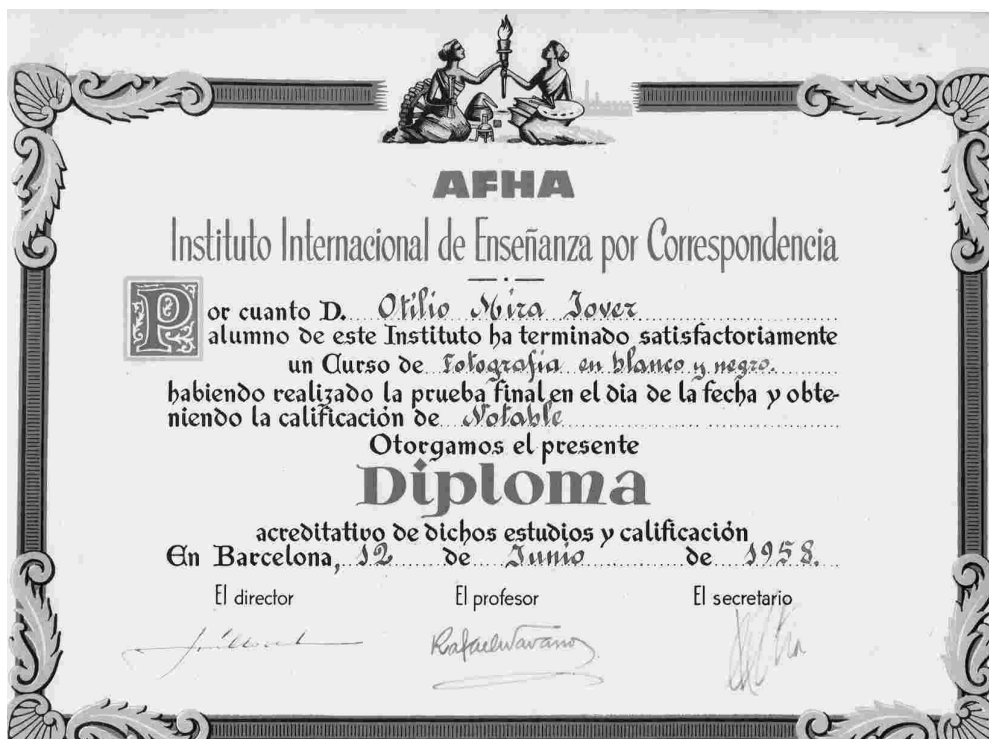 AFHA
Instituto Internacional de Enseñanza por Correspondencia
Por cuanto D. Otilio Mira Jover
alumno de este Instituto ha terminado satisfactoriamente
un Curso de Fotografía en blanco y negro.
habiendo realizado la prueba final en el dia de la fecha y obte-
niendo la calificación de Notable
Otorgamos el presente
Diploma
acreditativo de dichos estudios y calificación
En Barcelona, 12 de Junio de 1958.
El director El profesor El secretario